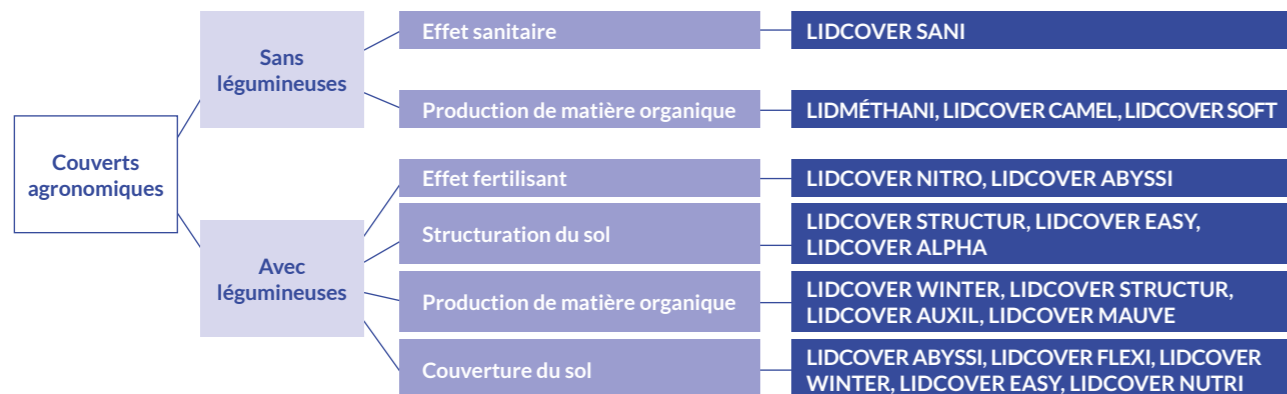 Couverts
agronomiques
Sans
légumineuses
Effet sanitaire
LIDCOVER SANI
Production de matière organique
LIDMÉTHANI, LIDCOVER CAMEL, LIDCOVER SOFT
Avec
légumineuses
Effet fertilisant
LIDCOVER NITRO, LIDCOVER ABYSSI
Structuration du sol
LIDCOVER STRUCTUR, LIDCOVER EASY,
LIDCOVER ALPHA
Production de matière organique
LIDCOVER WINTER, LIDCOVER STRUCTUR,
LIDCOVER AUXIL, LIDCOVER MAUVE
Couverture du sol
LIDCOVER ABYSSI, LIDCOVER FLEXI, LIDCOVER
WINTER, LIDCOVER EASY, LIDCOVER NUTRI